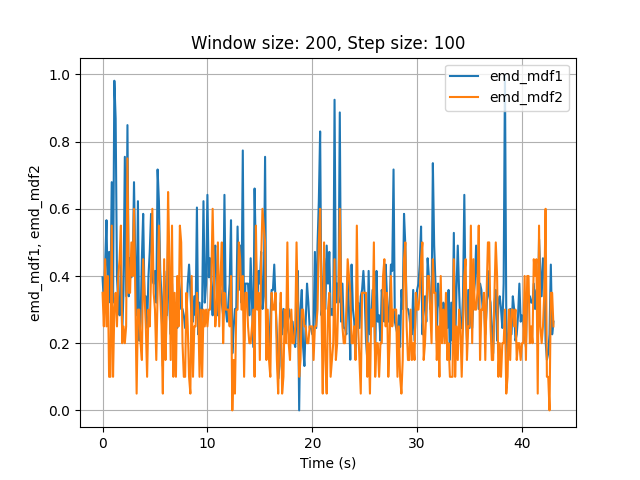 Window size: 200, Step size: 100
emd_mdf1
emd_mdf2
emd_mdf1, emd_mdf2
1.0
0.8
0.6
0.4
0.2
0.0
0 10 20 30 40
Time (s)